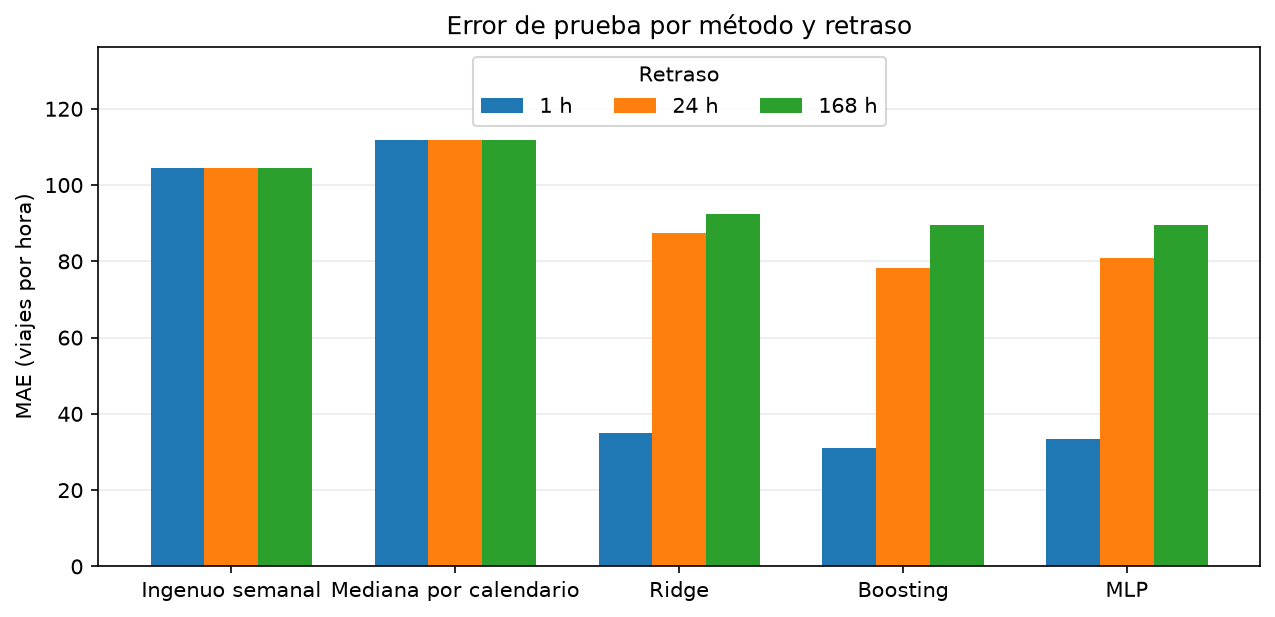 Error de prueba por método y retraso
Retraso
1 h 24 h 168 h
MAE (viajes por hora)
120
100
80
60
40
20
0
Ingenuo semanal Mediana por calendario Ridge Boosting MLP